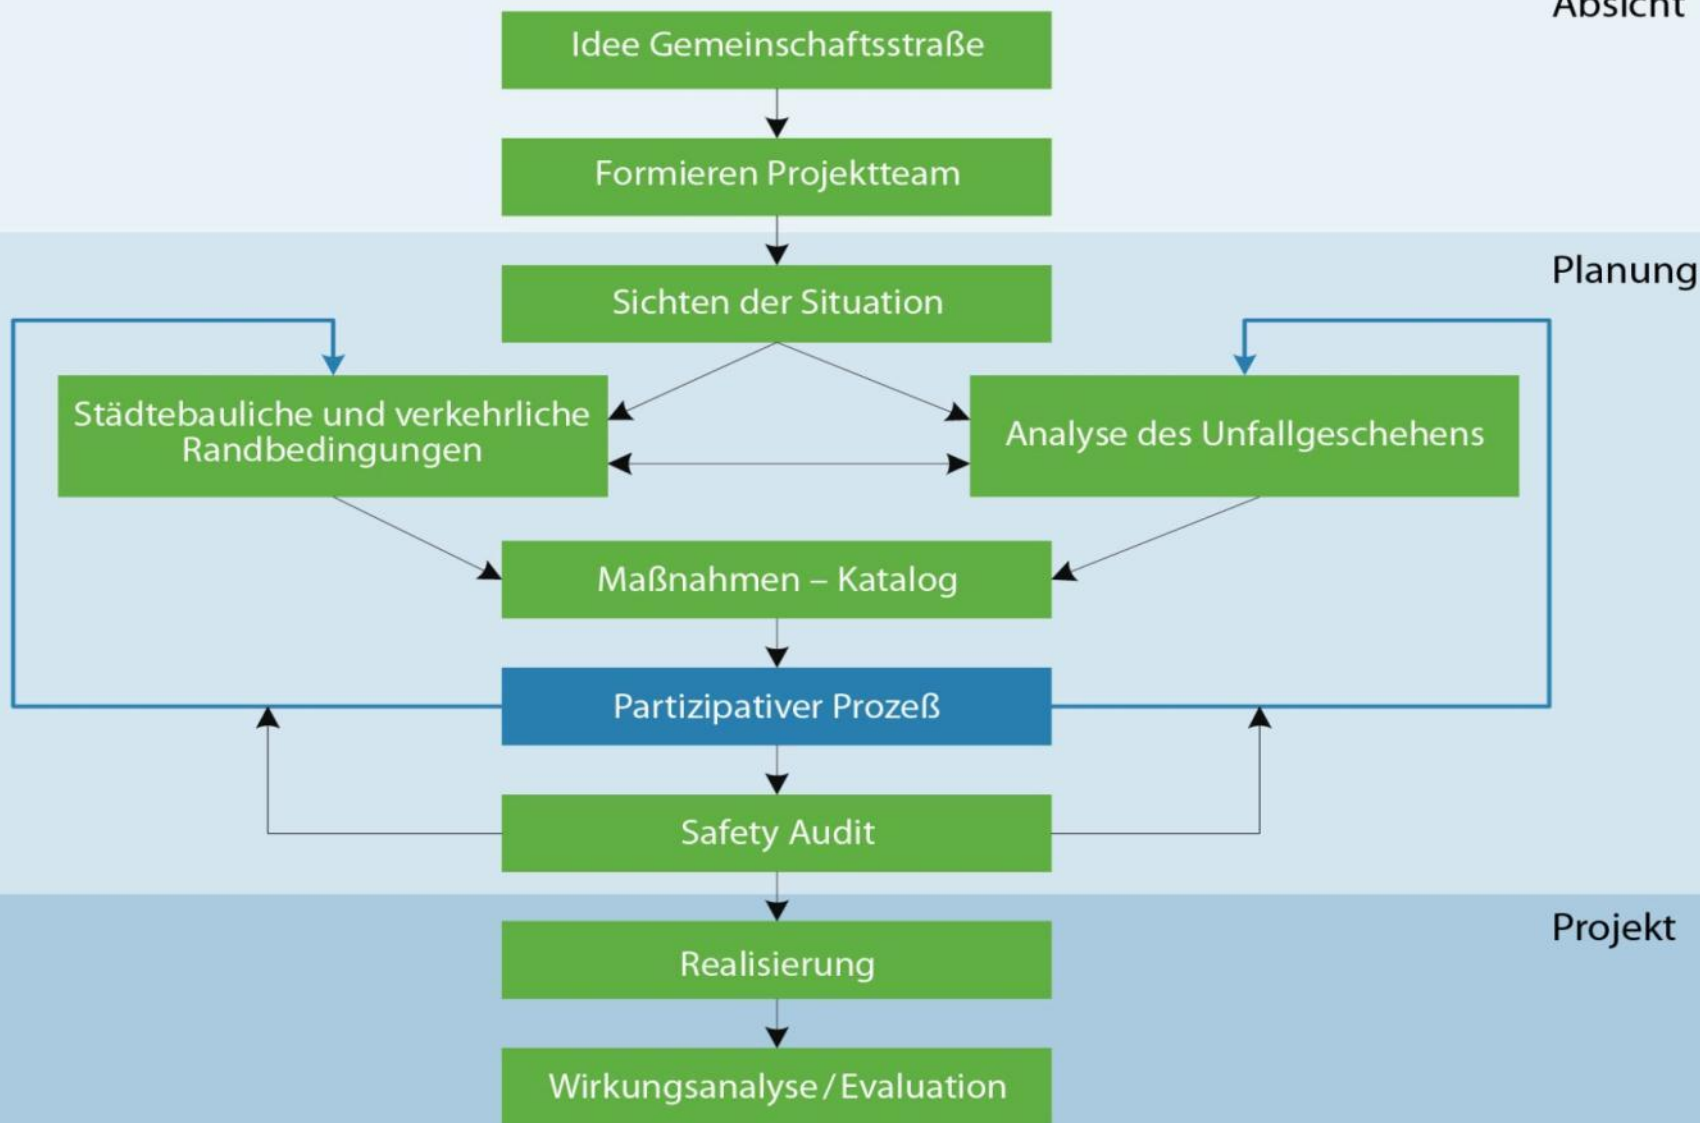 Absicht
Idee Gemeinschaftsstraße
Formieren Projektteam
Planung
Sichten der Situation
Städtebauliche und verkehrliche
Randbedingungen
Analyse des Unfallgeschehens
Maßnahmen – Katalog
Partizipativer Prozeß
Safety Audit
Projekt
Realisierung
Wirkungsanalyse / Evaluation